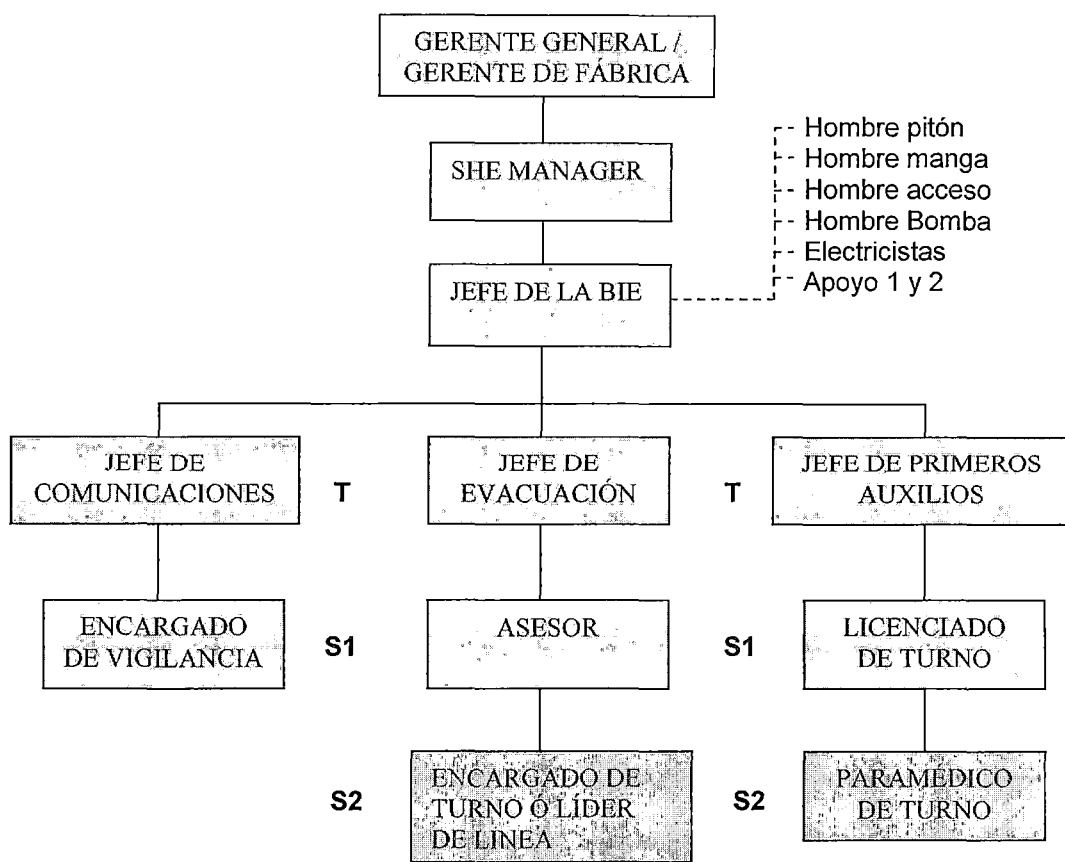 GERENTE GENERAL /
GERENTE DE FÁBRICA
SHE MANAGER
JEFE DE LA BIE
Hombre pitón
Hombre manga
Hombre acceso
Hombre Bomba
Electricistas
Apoyo 1 y 2
JEFE DE
COMUNICACIONES
T
JEFE DE
EVACUACIÓN
T
JEFE DE PRIMEROS
AUXILIOS
ENCARGADO
DE VIGILANCIA
S1
ASESOR
S1
LICENCIADO
DE TURNO
S2
ENCARGADO DE
TURNO Ó LÍDER
DE LINEA
S2
PARAMÉDICO
DE TURNO